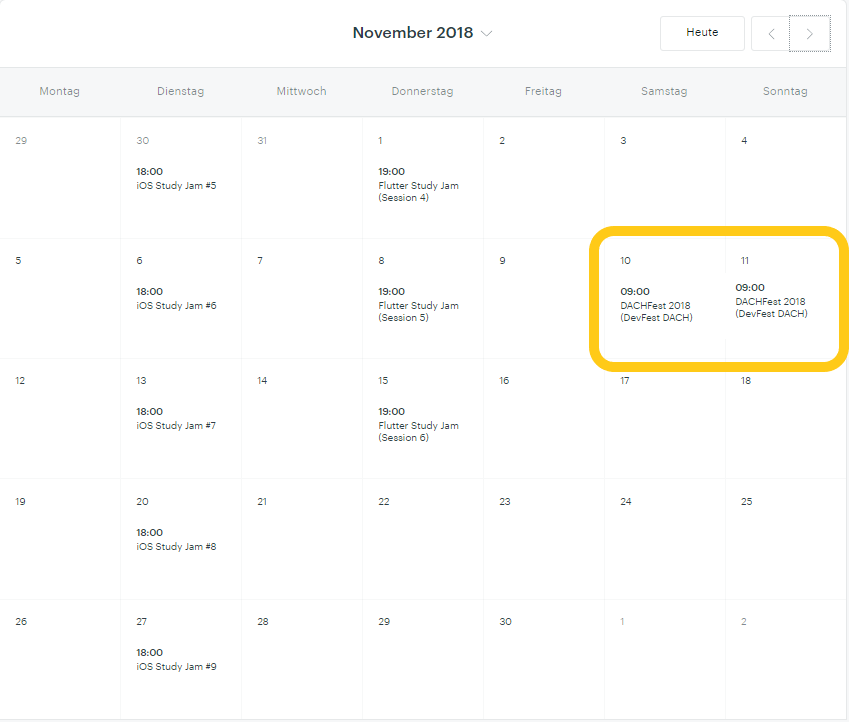 November 2018
Heute
Montag Dienstag Mittwoch Donnerstag Freitag Samstag Sonntag
29 30 31 1 2 3 4
18:00 19:00
iOS Study Jam #5 Flutter Study Jam
(Session 4)
5 6 7 8 9 10 11
18:00 19:00 09:00 09:00
iOS Study Jam #6 Flutter Study Jam DACHFest 2018 DACHFest 2018
(Session 5) (DevFest DACH) (DevFest DACH)
12 13 14 15 16 17 18
18:00 19:00
iOS Study Jam #7 Flutter Study Jam
(Session 6)
19 20 21 22 23 24 25
18:00
iOS Study Jam #8
26 27 28 29 30 1 2
18:00
iOS Study Jam #9